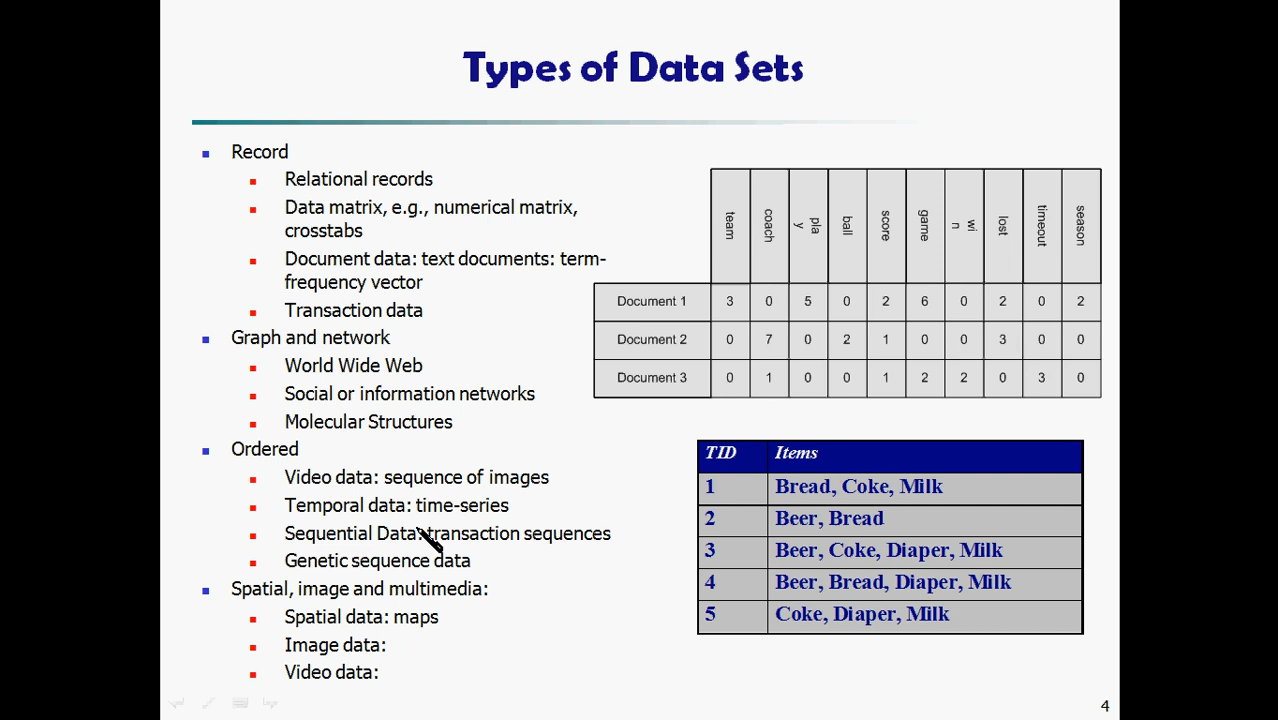 Types of Data Sets
Record
Relational records
Data matrix, e.g., numerical matrix,
crosstabs
Document data: text documents: term-
frequency vector
Transaction data
Graph and network
World Wide Web
Social or information networks
Molecular Structures
Ordered
Video data: sequence of images
Temporal data: time-series
Sequential Data: transaction sequences
Genetic sequence data
Spatial, image and multimedia:
Spatial data: maps
Image data:
Video data:
team coach play ball score game win lost timeout season
Document 1 3 0 5 0 2 6 0 2 0 2
Document 2 0 7 0 2 1 0 0 3 0 0
Document 3 0 1 0 0 1 2 2 0 3 0
TID Items
1 Bread, Coke, Milk
2 Beer, Bread
3 Beer, Coke, Diaper, Milk
4 Beer, Bread, Diaper, Milk
5 Coke, Diaper, Milk
4